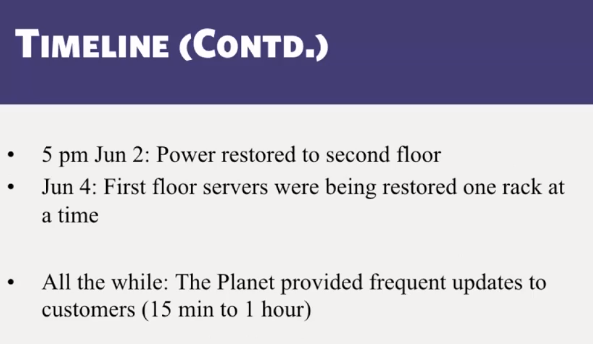 TIMELINE (CONTD.)
• 5 pm Jun 2: Power restored to second floor
• Jun 4: First floor servers were being restored one rack at
a time
• All the while: The Planet provided frequent updates to
customers (15 min to 1 hour)